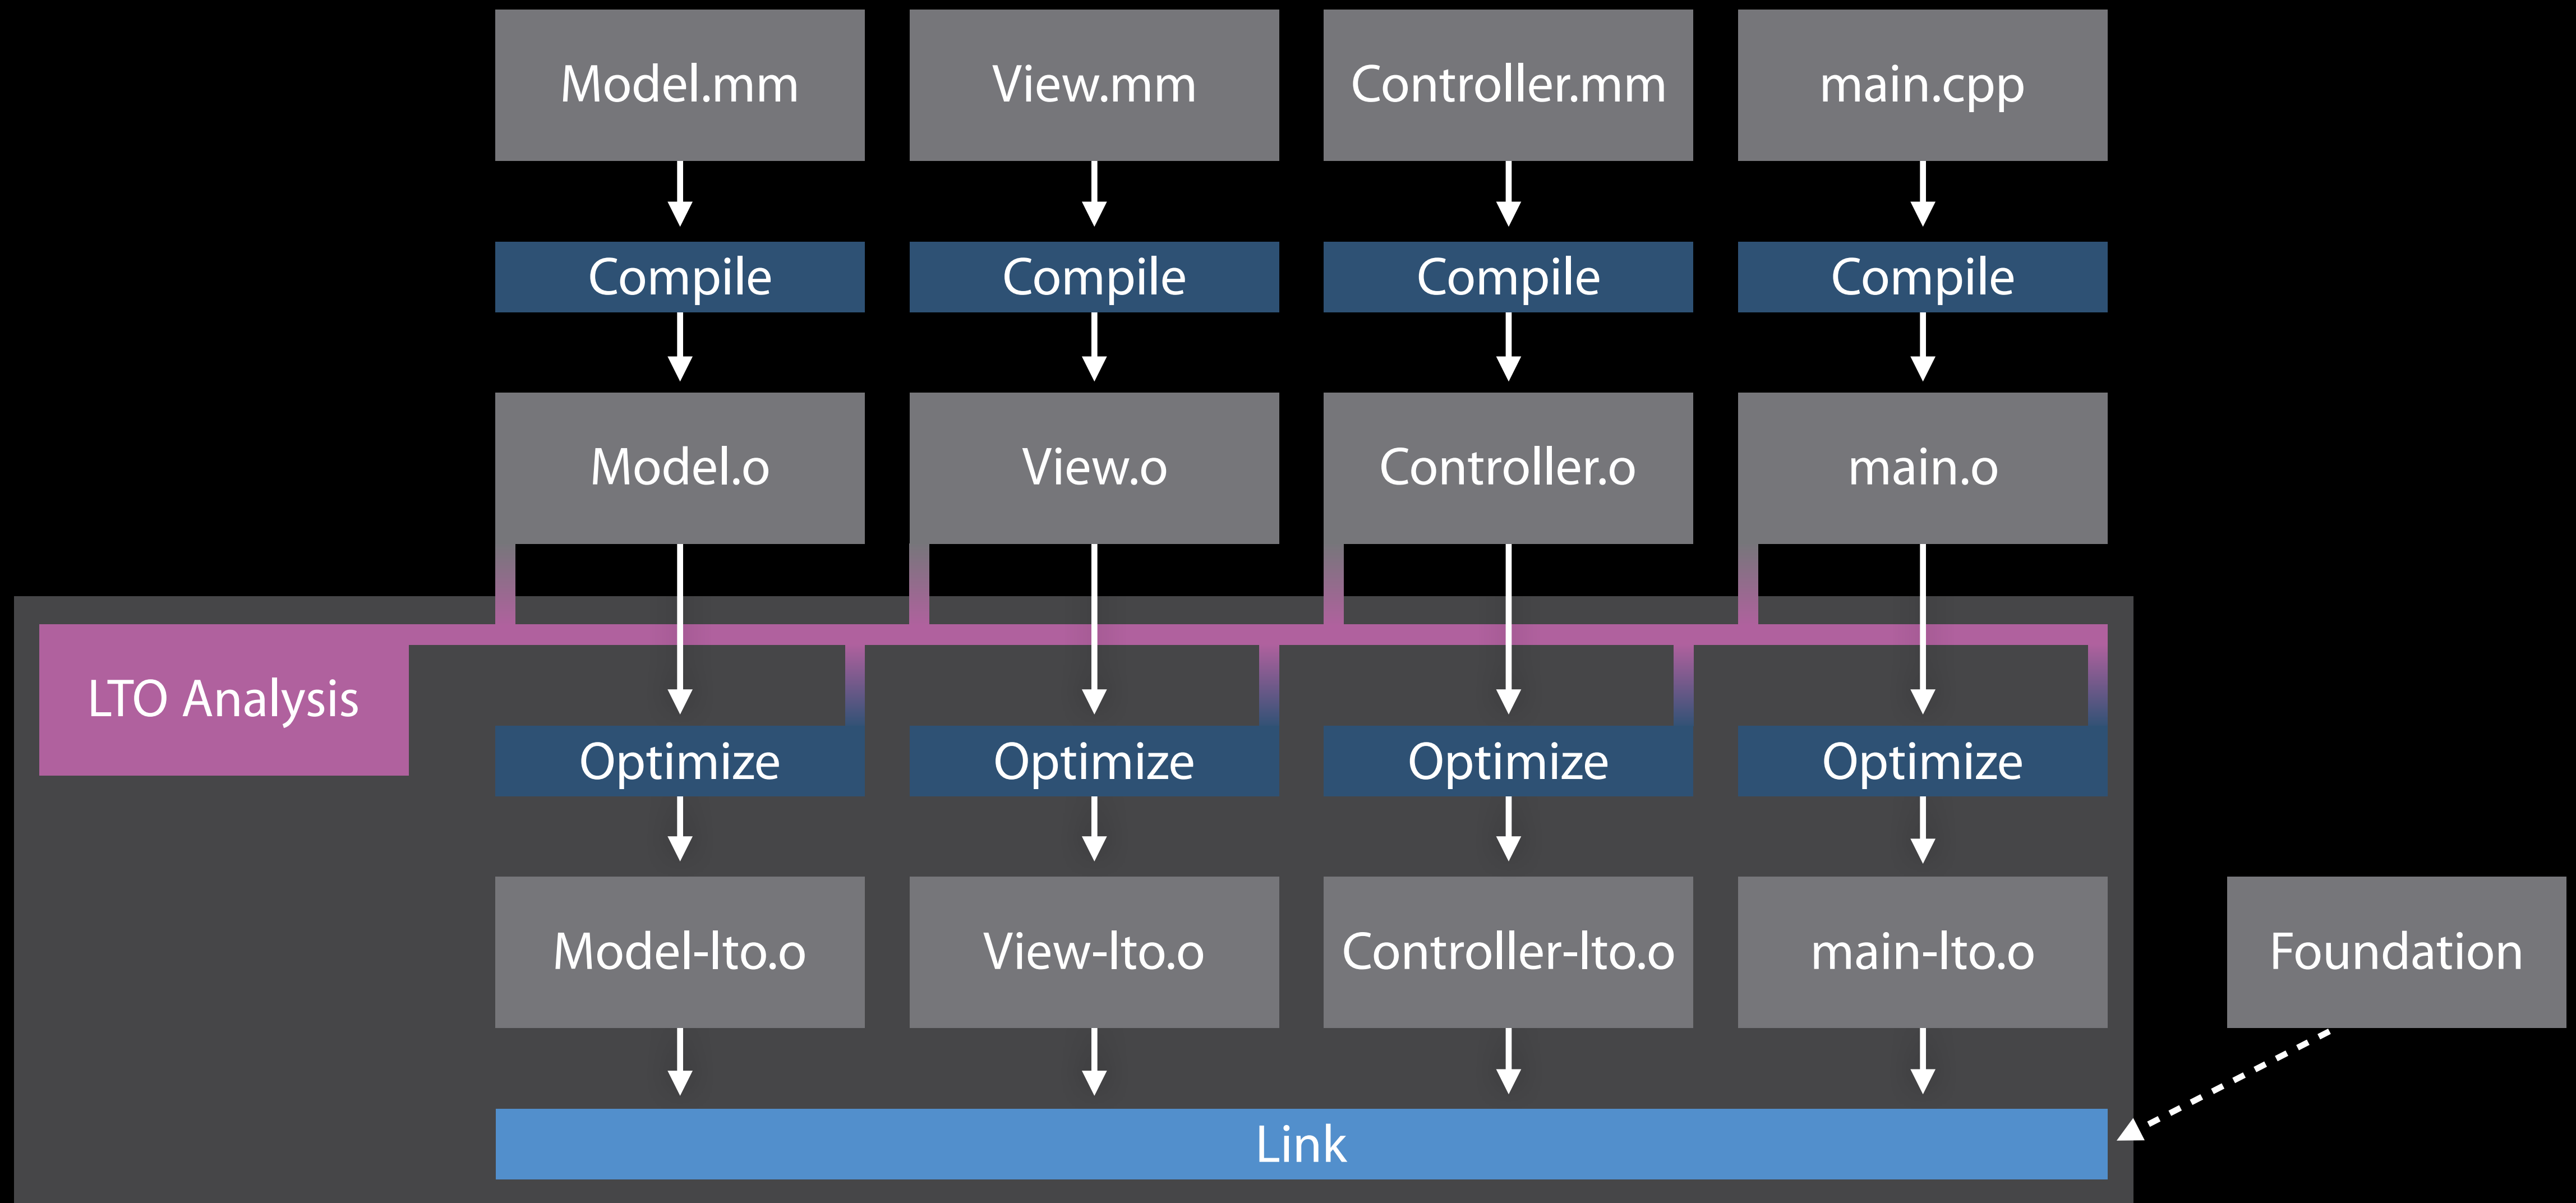 Model.mm
View.mm
Controller.mm
main.cpp
Compile
Compile
Compile
Compile
Model.o
View.o
Controller.o
main.o
LTO Analysis
Optimize
Optimize
Optimize
Optimize
Model-lto.o
View-lto.o
Controller-lto.o
main-lto.o
Foundation
Link